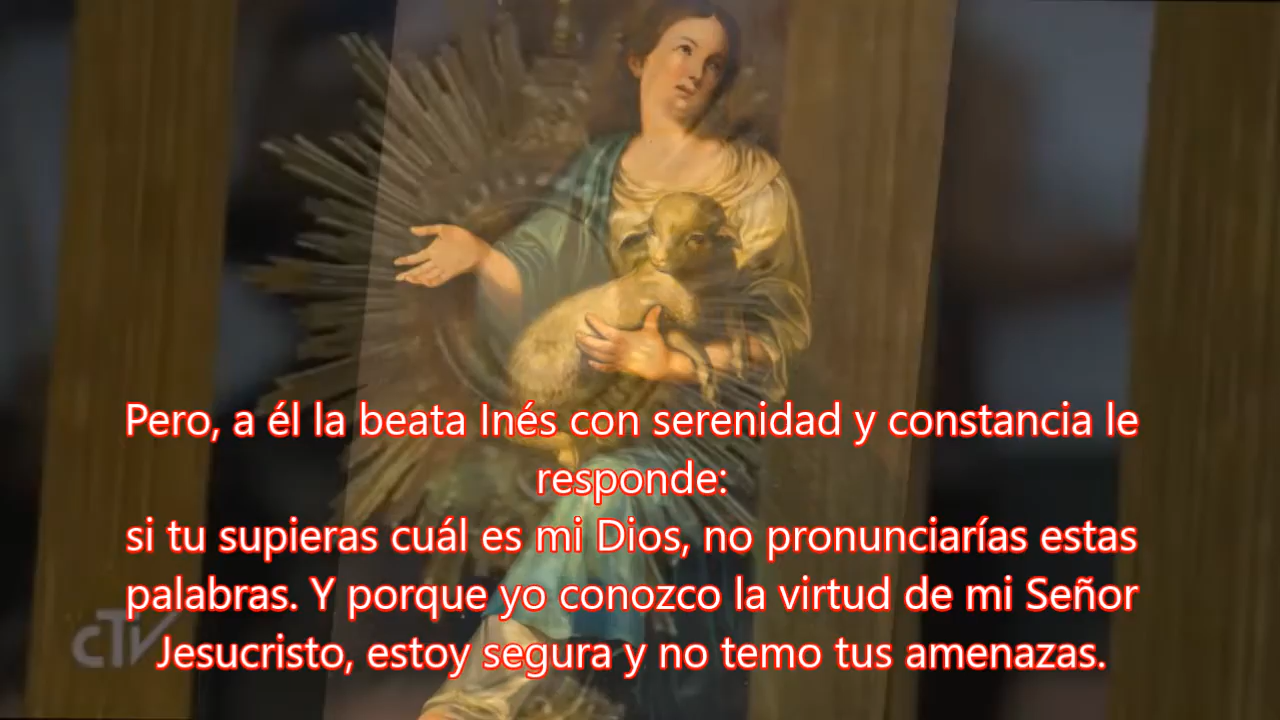 Pero, a él la beata Inés con serenidad y constancia le
responde:
si tu supieras cuál es mi Dios, no pronunciarías estas
palabras. Y porque yo conozco la virtud de mi Señor
Jesucristo, estoy segura y no temo tus amenazas.
cTv